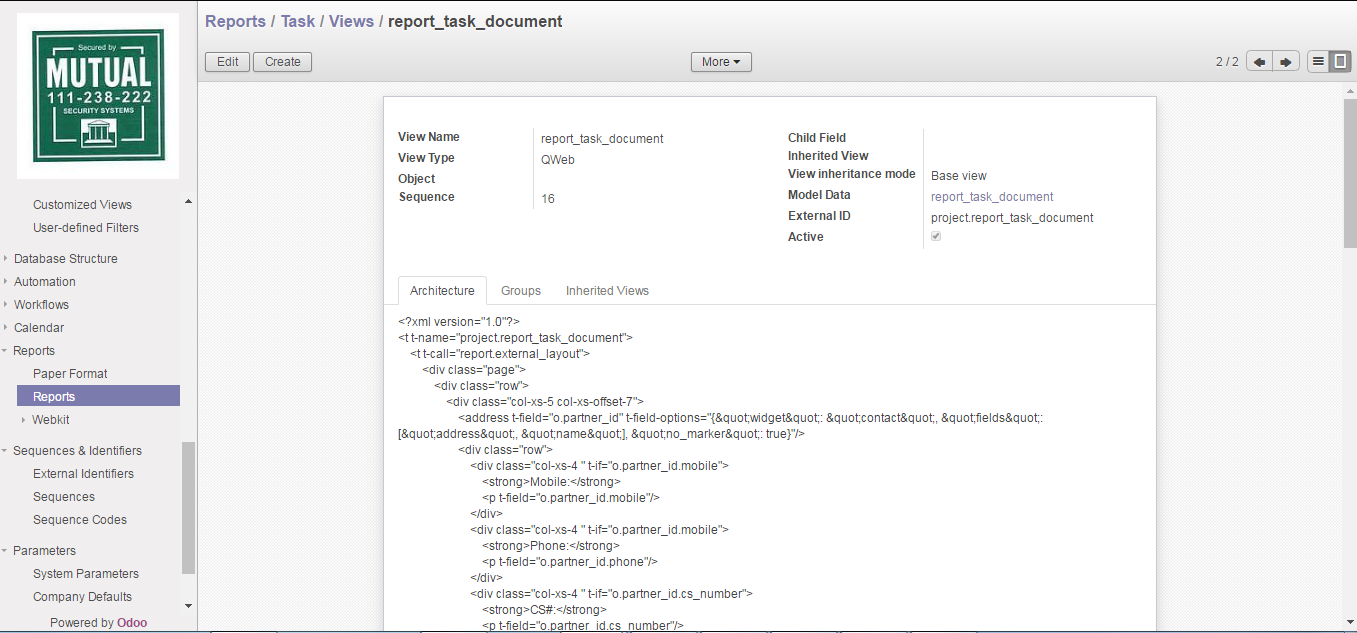 Secured by
MUTUAL
111-238-222
SECURITY SYSTEMS
Customized Views
User-defined Filters
Database Structure
Automation
Workflows
Calendar
Reports
Paper Format
Reports
Webkit
Sequences & Identifiers
External Identifiers
Sequences
Sequence Codes
Parameters
System Parameters
Company Defaults
Powered by Odoo
Reports / Task / Views / report_task_document
Edit Create More 2 / 2
View Name report_task_document
View Type QWeb
Object
Sequence 16
Child Field
Inherited View
View inheritance mode Base view
Model Data report_task_document
External ID project.report_task_document
Active
Architecture Groups Inherited Views
<?xml version="1.0"?>
<t t-name="project.report_task_document">
<t t-call="report.external_layout">
<div class="page">
<div class="row">
<div class="col-xs-5 col-xs-offset-7">
<address t-field="o.partner_id" t-field-options="{&quot;widget&quot;: &quot;contact&quot;, &quot;fields&quot;:
[&quot;address&quot;, &quot;name&quot;], &quot;no_marker&quot;: true}"/>
<div class="row">
<div class="col-xs-4 " t-if="o.partner_id.mobile">
<strong>Mobile:</strong>
<p t-field="o.partner_id.mobile"/>
</div>
<div class="col-xs-4 " t-if="o.partner_id.mobile">
<strong>Phone:</strong>
<p t-field="o.partner_id.phone"/>
</div>
<div class="col-xs-4 " t-if="o.partner_id.cs_number">
<strong>CS#:</strong>
<p t-field="o.partner_id.cs_number"/>